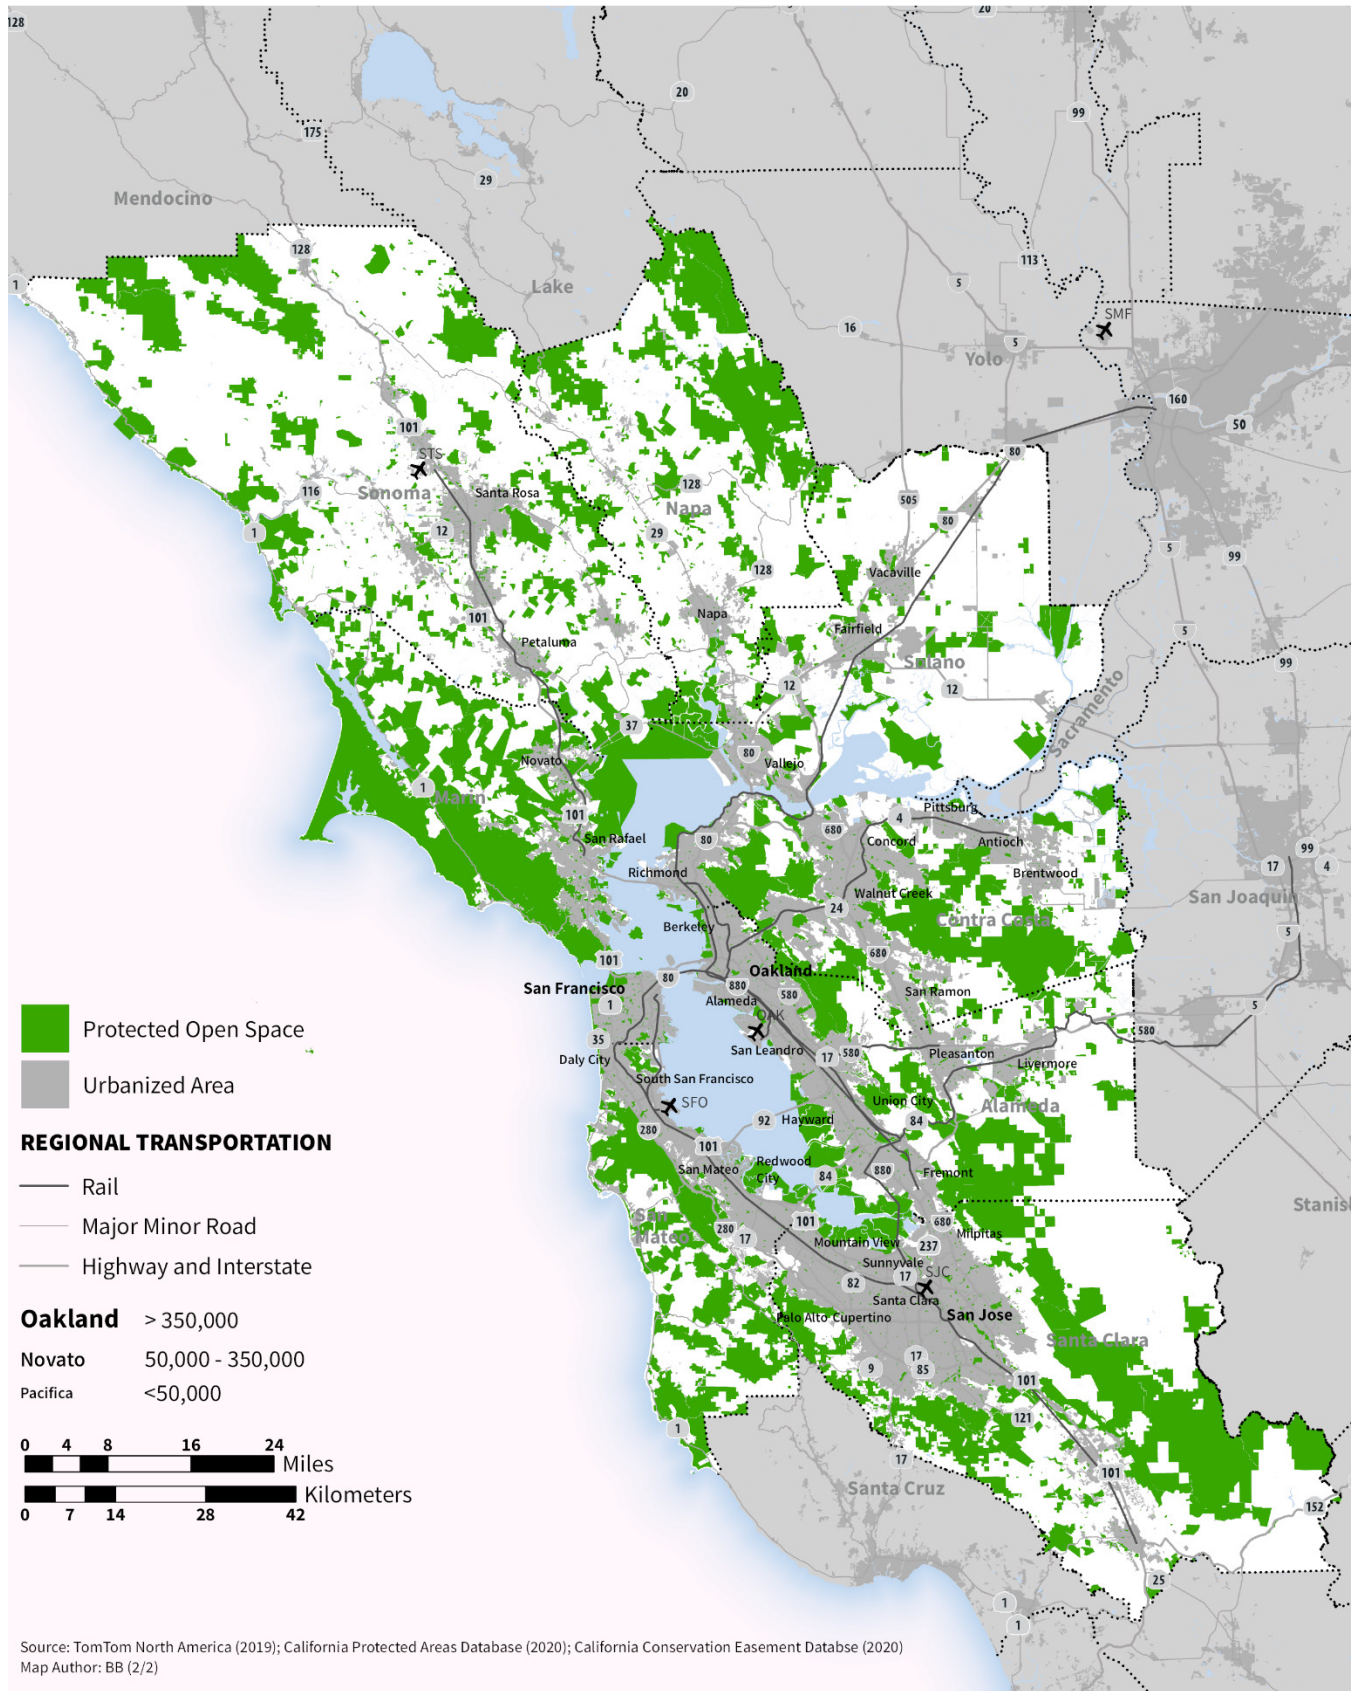 128
20
20
99
175
29
Mendocino
128
113
1
Lake
5
SMF
16
5
Yolo
160
50
101
80
STS
116
Sonoma
Santa Rosa
128
Napa
505
80
12
1
29
5
99
128
Vacaville
101
Napa
Fairfield
5
Petaluma
Solano
99
12
12
Sacramento
37
Novato
80
Vallejo
1
Marin
101
San Rafael
80
680
4
Pittsburg
Concord
Antioch
99
17
4
Richmond
Brentwood
Walnut Creek
24
San Joaquin
Contra Costa
Berkeley
5
101
680
Oakland
80
San Francisco
880
580
San Ramon
1
Alameda
5
OAK
35
San Leandro
17
580
Pleasanton
580
Daly City
Livermore
South San Francisco
SFO
Union City
Alameda
92
Hayward
84
280
101
Redwood
City
San Mateo
84
880
Fremont
Stanis
San
Mateo
280
17
101
680
Milpitas
Mountain View
237
Sunnyvale
17
SJC
82
Santa Clara
Palo Alto
Cupertino
San Jose
Santa Clara
17
85
9
101
121
1
17
101
Santa Cruz
152
25
1
1
Protected Open Space
Urbanized Area
REGIONAL TRANSPORTATION
Rail
Major Minor Road
Highway and Interstate
Oakland > 350,000
Novato 50,000 - 350,000
Pacifica <50,000
0 4 8 16 24
Miles
Kilometers
0 7 14 28 42
Source: TomTom North America (2019); California Protected Areas Database (2020); California Conservation Easement Databse (2020)
Map Author: BB (2/2)